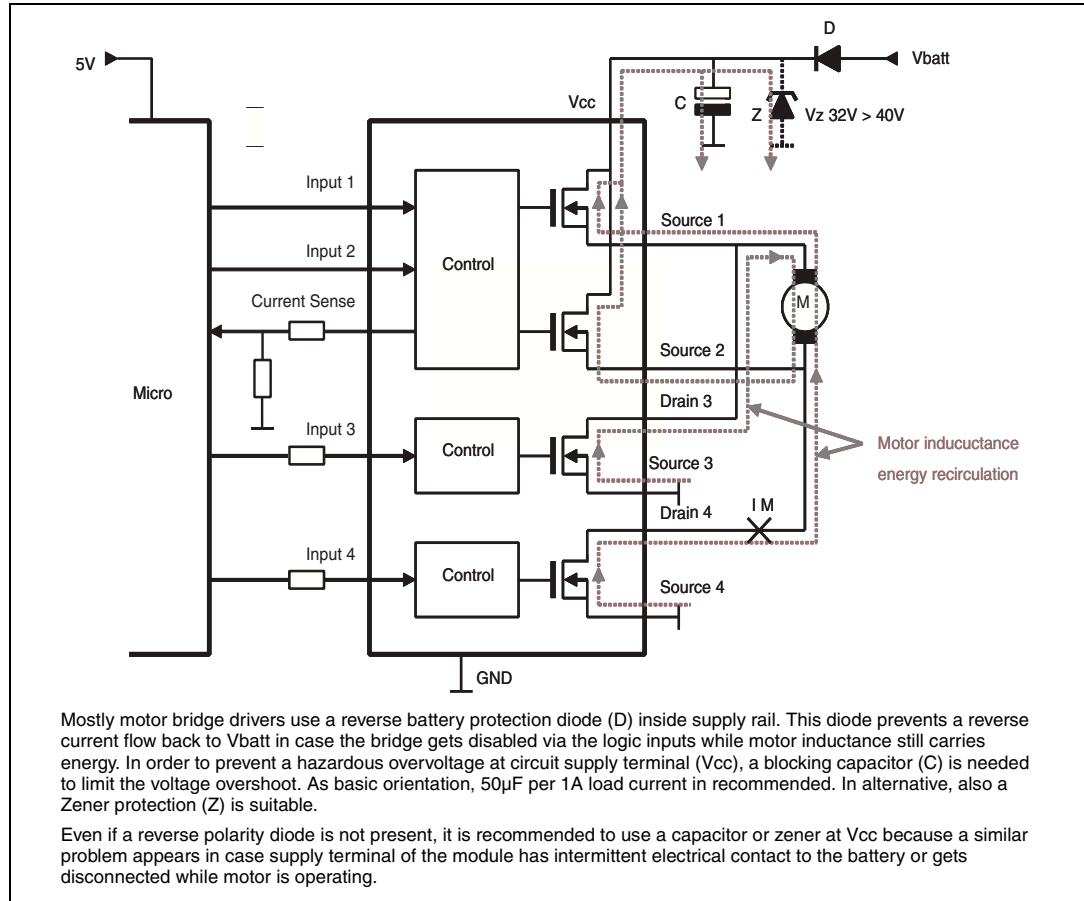 D
5V
Vbatt
Vcc
C
Z
Vz 32V > 40V
Input 1
Source 1
Input 2
Control
Current Sense
M
Source 2
Micro
Drain 3
Input 3
Control
Source 3
Motor inducuctance
energy recirculation
Drain 4
I M
Input 4
Control
Source 4
GND
Mostly motor bridge drivers use a reverse battery protection diode (D) inside supply rail. This diode prevents a reverse
current flow back to Vbatt in case the bridge gets disabled via the logic inputs while motor inductance still carries
energy. In order to prevent a hazardous overvoltage at circuit supply terminal (Vcc), a blocking capacitor (C) is needed
to limit the voltage overshoot. As basic orientation, 50µF per 1A load current in recommended. In alternative, also a
Zener protection (Z) is suitable.
Even if a reverse polarity diode is not present, it is recommended to use a capacitor or zener at Vcc because a similar
problem appears in case supply terminal of the module has intermittent electrical contact to the battery or gets
disconnected while motor is operating.